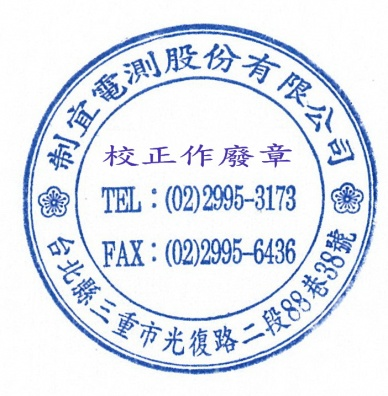 制宜電測股份有限公司
校正作廢章
TEL：(02)2995-3173
FAX：(02)2995-6436
台北縣三重市光復路二段88巷38號